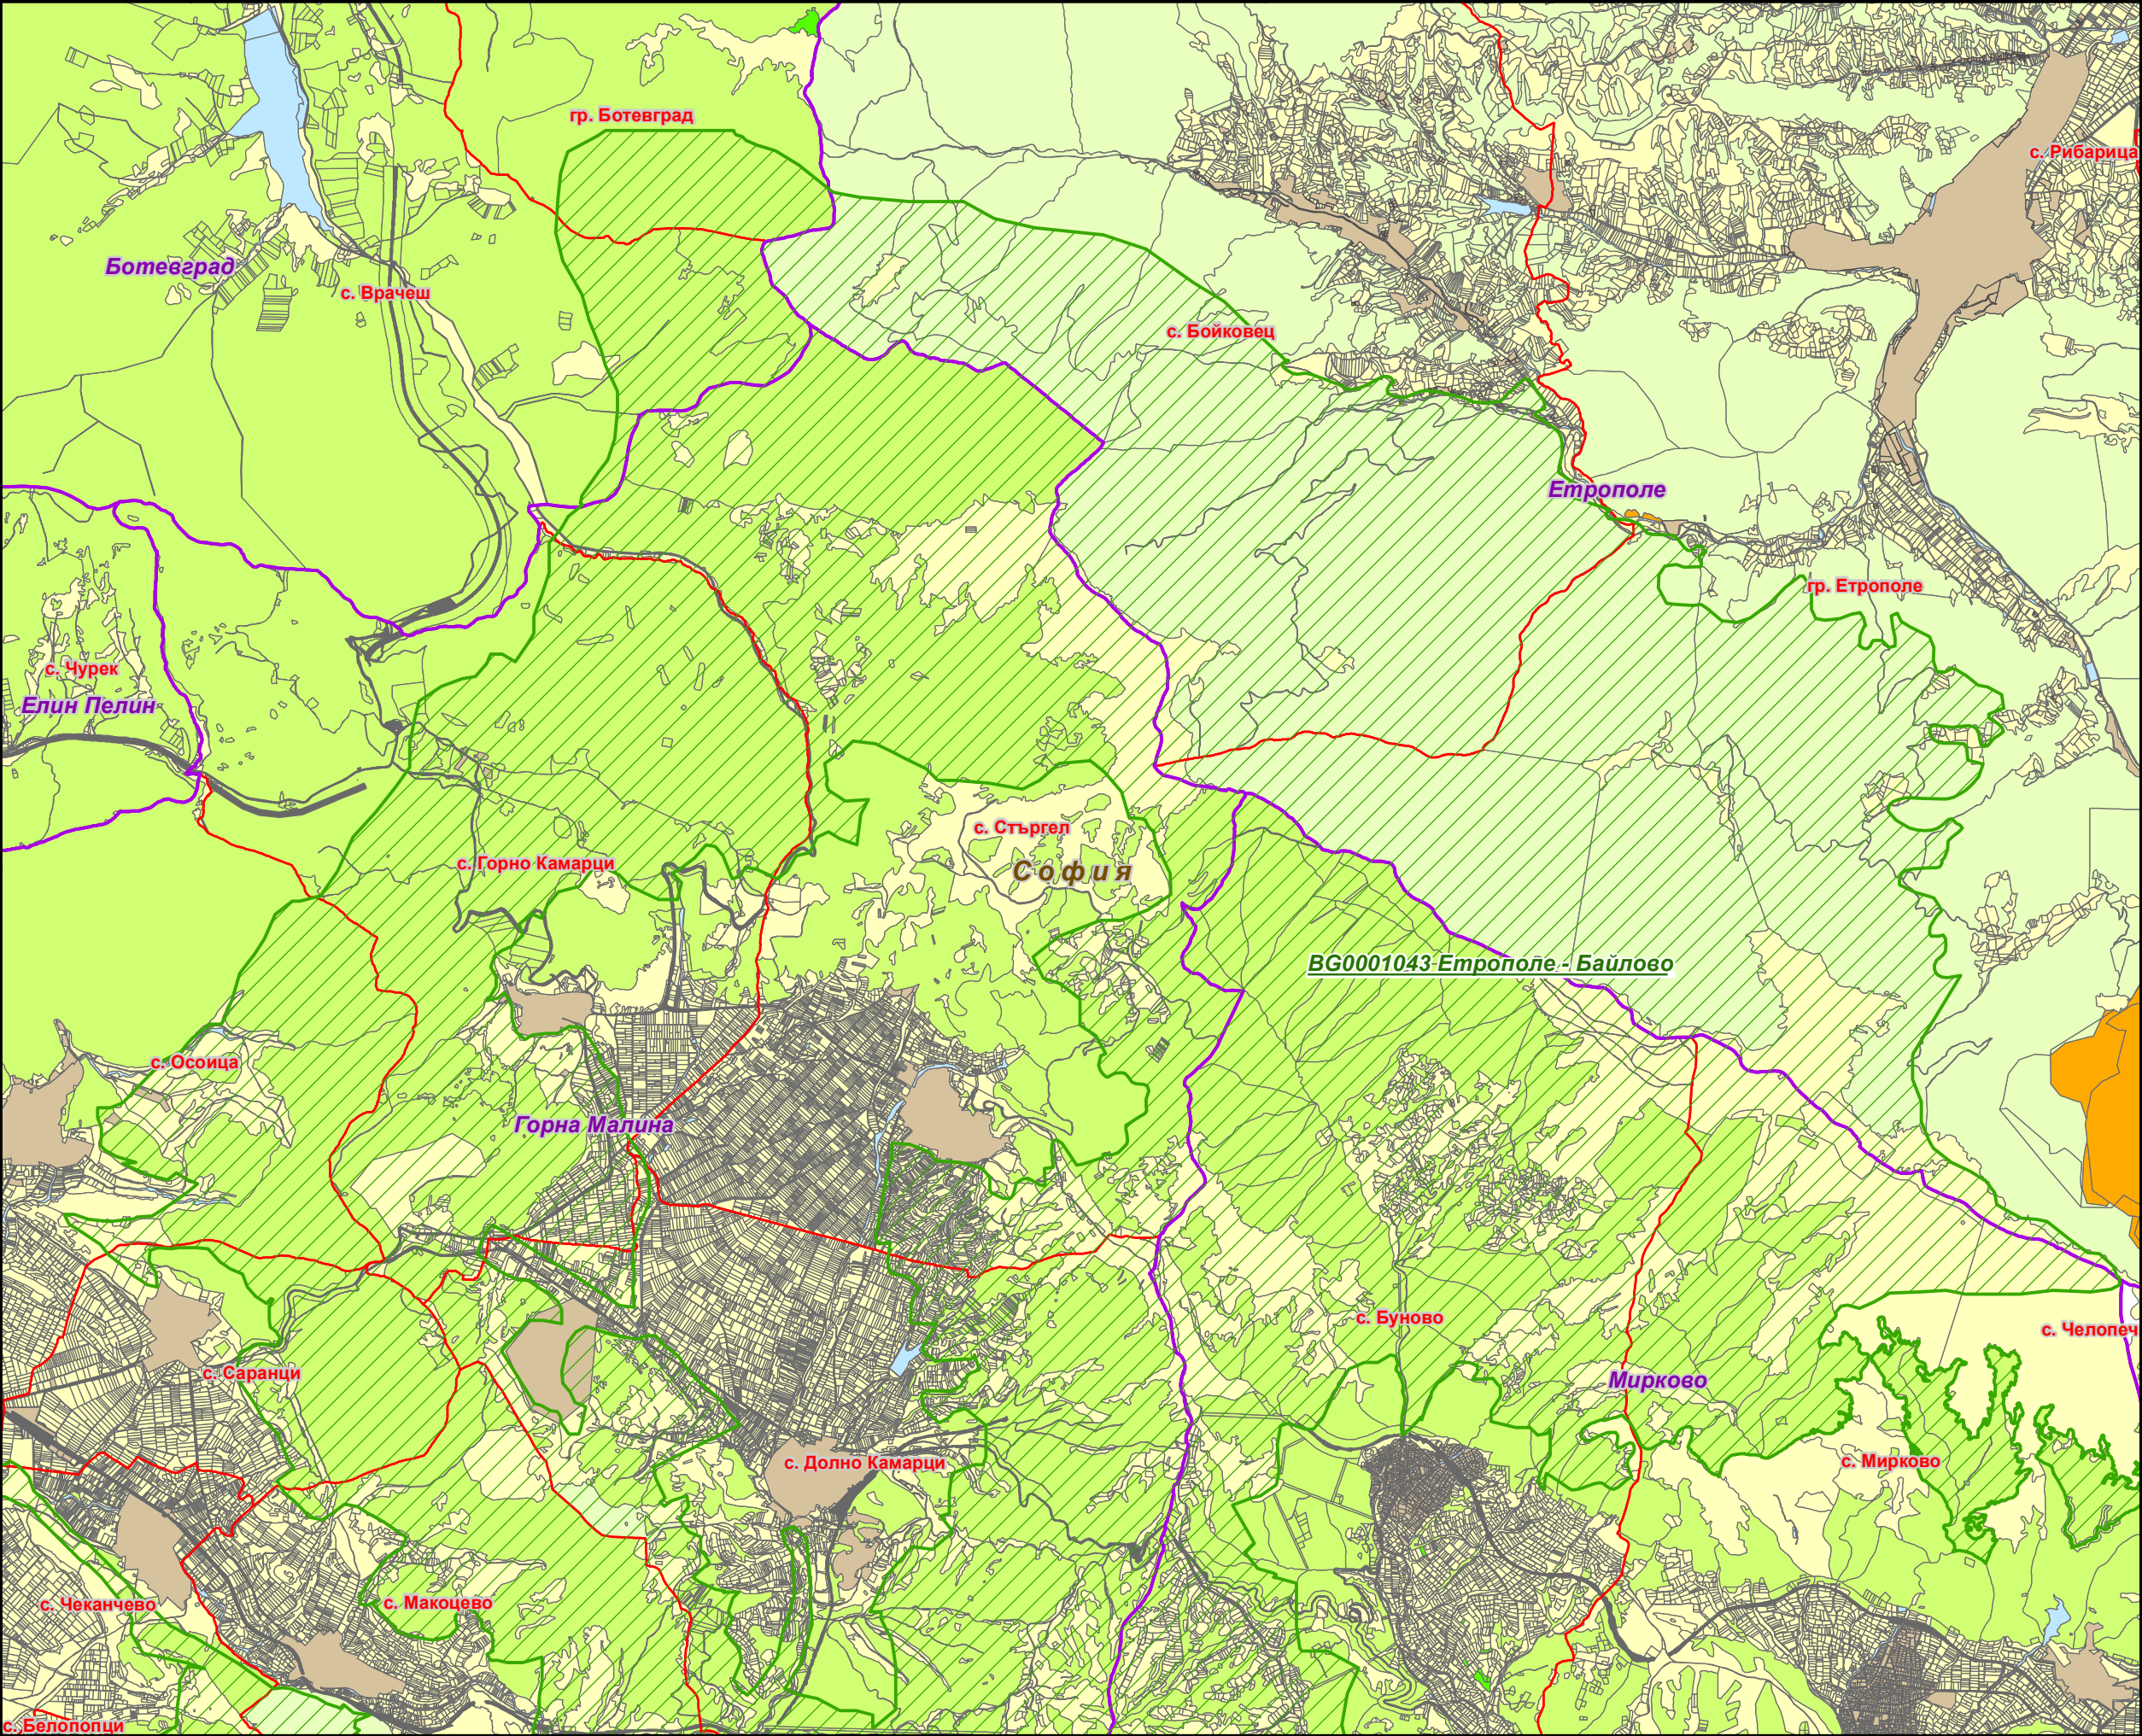 гр. Ботевград
с. Рибарица
Ботевград
с. Врачеш
с. Бойковец
Етрополе
гр. Етрополе
с. Чурек
Елин Пелин
с. Стъргел
с. Горно Камарци
София
BG0001043 Етрополе - Байлово
с. Осоица
Горна Малина
с. Буново
с. Челопеч
с. Саранци
Мирково
с. Долно Камарци
с. Мирково
с. Чеканчево
с. Макоцево
с. Белопопци